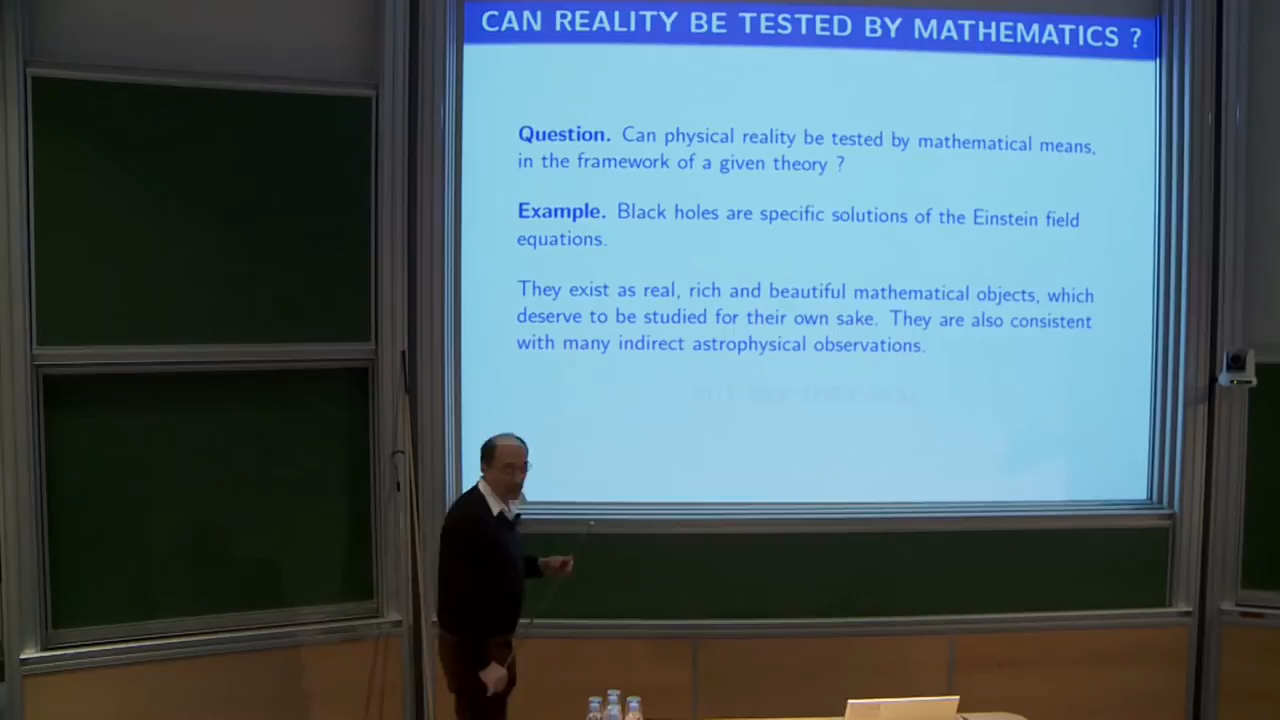 CAN REALITY BE TESTED BY MATHEMATICS ?
Question. Can physical reality be tested by mathematical means,
in the framework of a given theory ?
Example. Black holes are specific solutions of the Einstein field
equations.
They exist as real, rich and beautiful mathematical objects, which
deserve to be studied for their own sake. They are also consistent
with many indirect astrophysical observations.